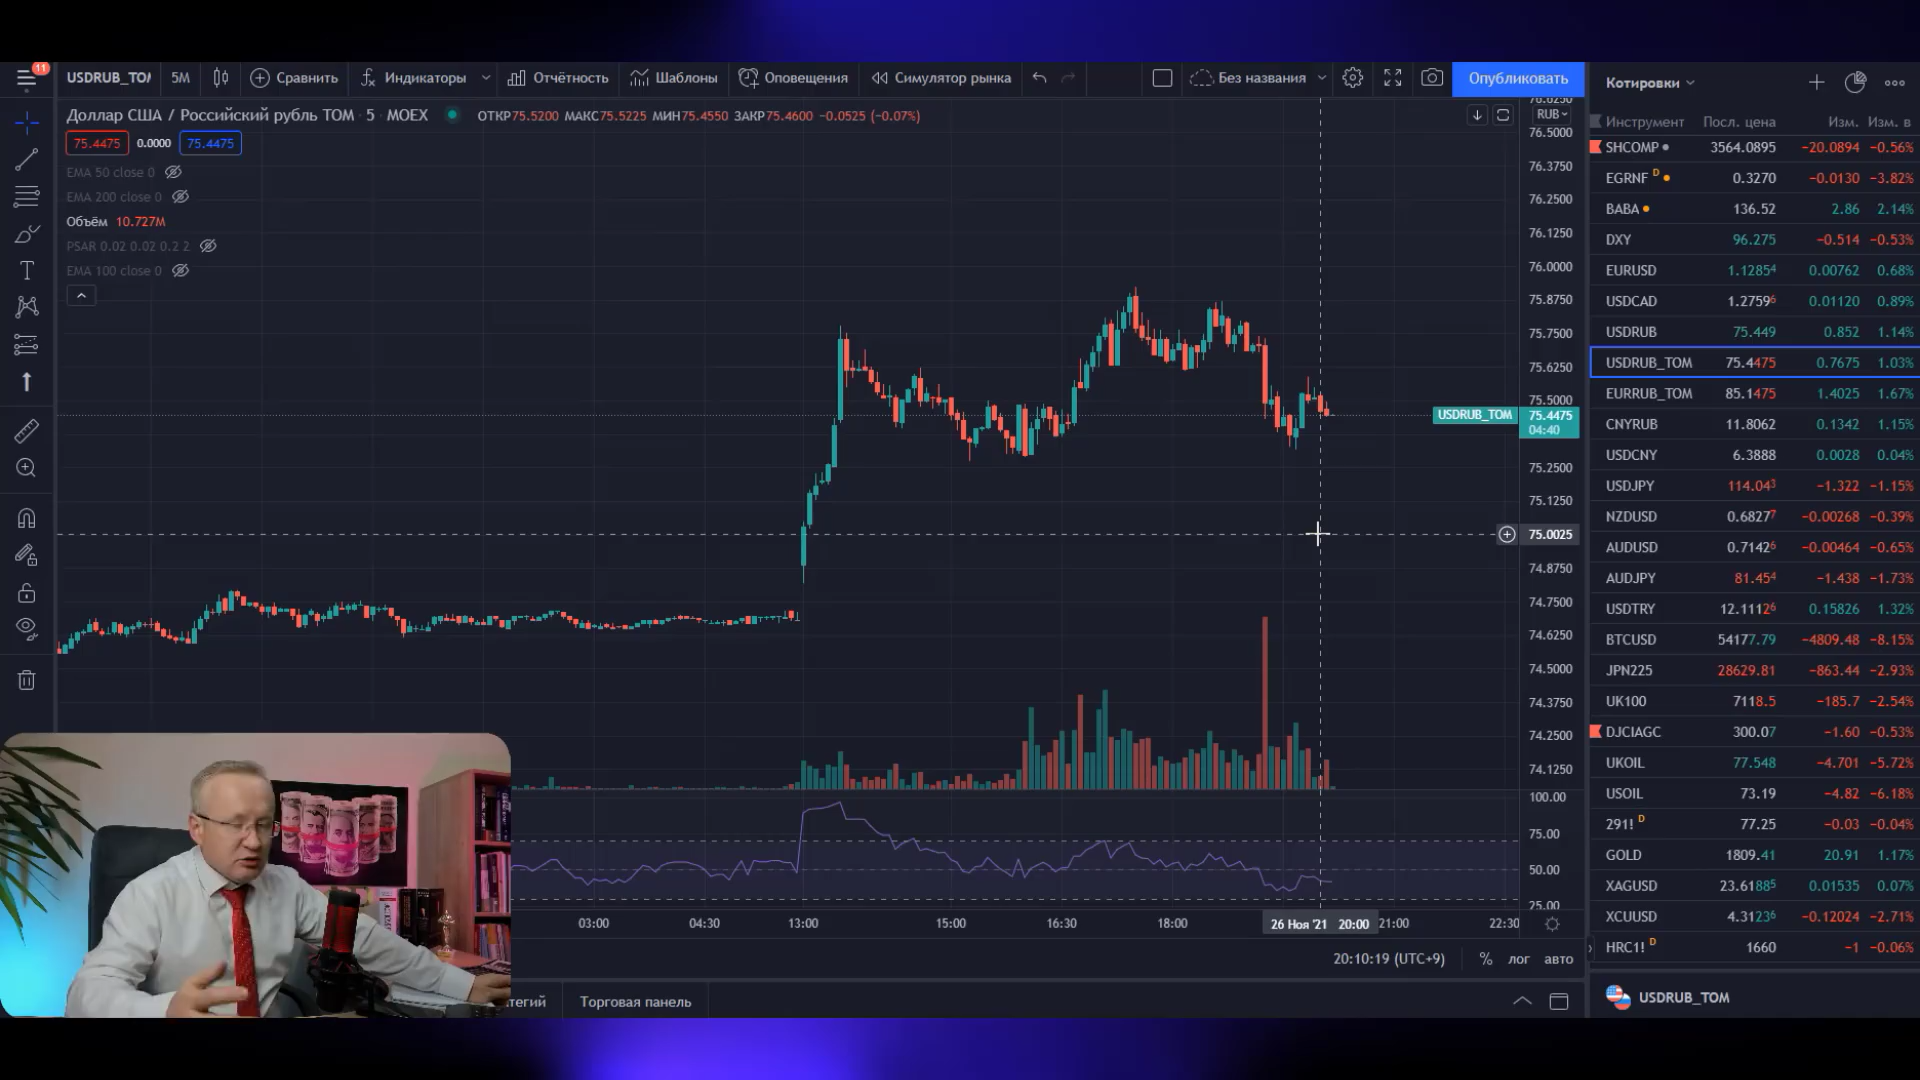 11
USDRUB_TOM
5М
Сравнить
Индикаторы
Отчётность
Шаблоны
Оповещения
Симулятор рынка
Без названия
Опубликовать
Доллар США / Российский рубль TOM · 5 · MOEX
ОТКР75.5200 МАКС75.5225 МИН75.4550 ЗАКР75.4600 −0.0525 (−0.07%)
75.4475 0.0000 75.4475
EMA 50 close 0
EMA 200 close 0
Объём 10.727M
PSAR 0.02 0.02 0.2 2
EMA 100 close 0
76.6250
RUB
76.5000
76.3750
76.2500
76.1250
76.0000
75.8750
75.7500
75.6250
75.5000
USDRUB_TOM 75.4475
04:40
75.2500
75.1250
75.0025
74.8750
74.7500
74.6250
74.5000
74.3750
74.2500
74.1250
100.00
75.00
50.00
25.00
03:00 04:30 13:00 15:00 16:30 18:00 26 Ноя '21 20:00 21:00 22:30
20:10:19 (UTC+9) % лог авто
тегий Торговая панель
Котировки
Инструмент Посл. цена Изм. Изм. в
SHCOMP 3564.0895 −20.0894 −0.56%
EGRNF D 0.3270 −0.0130 −3.82%
BABA 136.52 2.86 2.14%
DXY 96.275 −0.514 −0.53%
EURUSD 1.12854 0.00762 0.68%
USDCAD 1.27596 0.01120 0.89%
USDRUB 75.449 0.852 1.14%
USDRUB_TOM 75.4475 0.7675 1.03%
EURRUB_TOM 85.1475 1.4025 1.67%
CNYRUB 11.8062 0.1342 1.15%
USDCNY 6.3888 0.0028 0.04%
USDJPY 114.043 −1.322 −1.15%
NZDUSD 0.68277 −0.00268 −0.39%
AUDUSD 0.71426 −0.00464 −0.65%
AUDJPY 81.454 −1.438 −1.73%
USDTRY 12.11126 0.15826 1.32%
BTCUSD 54177.79 −4809.48 −8.15%
JPN225 28629.81 −863.44 −2.93%
UK100 7118.5 −185.7 −2.54%
DJCIAGC 300.07 −1.60 −0.53%
UKOIL 77.548 −4.701 −5.72%
USOIL 73.19 −4.82 −6.18%
291! D 77.25 −0.03 −0.04%
GOLD 1809.41 20.91 1.17%
XAGUSD 23.61885 0.01535 0.07%
XCUUSD 4.31236 −0.12024 −2.71%
HRC1! D 1660 −1 −0.06%
USDRUB_TOM